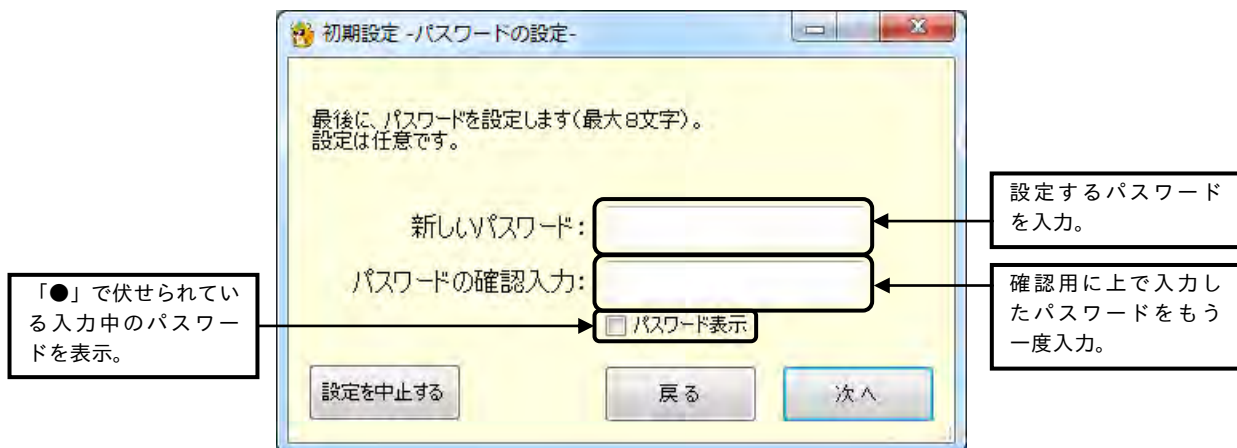 初期設定 -パスワードの設定-
最後に、パスワードを設定します(最大8文字)。
設定は任意です。
新しいパスワード:
設定するパスワード
を入力。
パスワードの確認入力:
確認用に上で入力し
たパスワードをもう
一度入力。
「●」で伏せられてい
る入力中のパスワー
ドを表示。
パスワード表示
設定を中止する
戻る
次へ